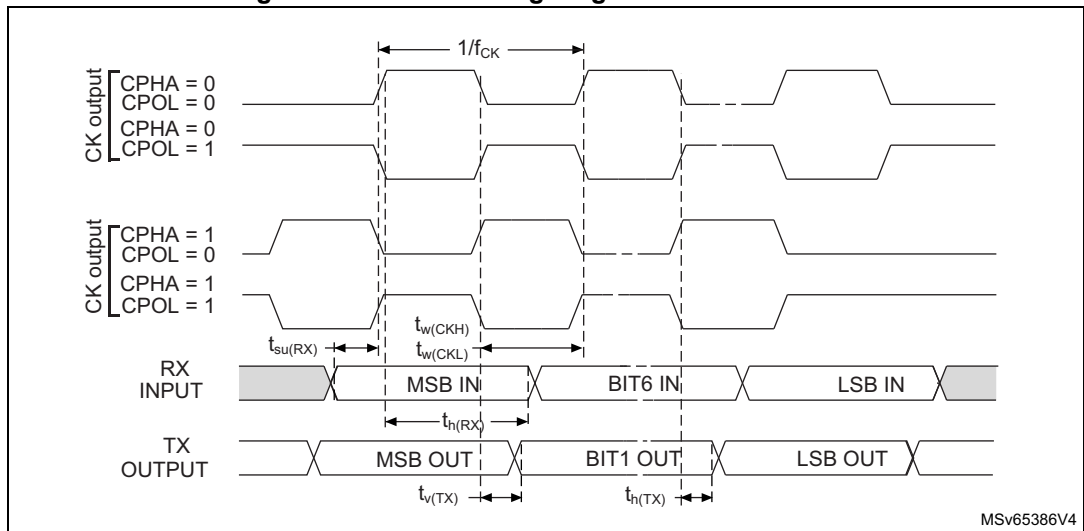 1/fCK
CK output
CPHA = 0
CPOL = 0
CPHA = 0
CPOL = 1
CK output
CPHA = 1
CPOL = 0
CPHA = 1
CPOL = 1
tw(CKH)
tw(CKL)
tsu(RX)
RX
INPUT
MSB IN
BIT6 IN
LSB IN
th(RX)
TX
OUTPUT
MSB OUT
BIT1 OUT
LSB OUT
tv(TX)
th(TX)
MSv65386V4